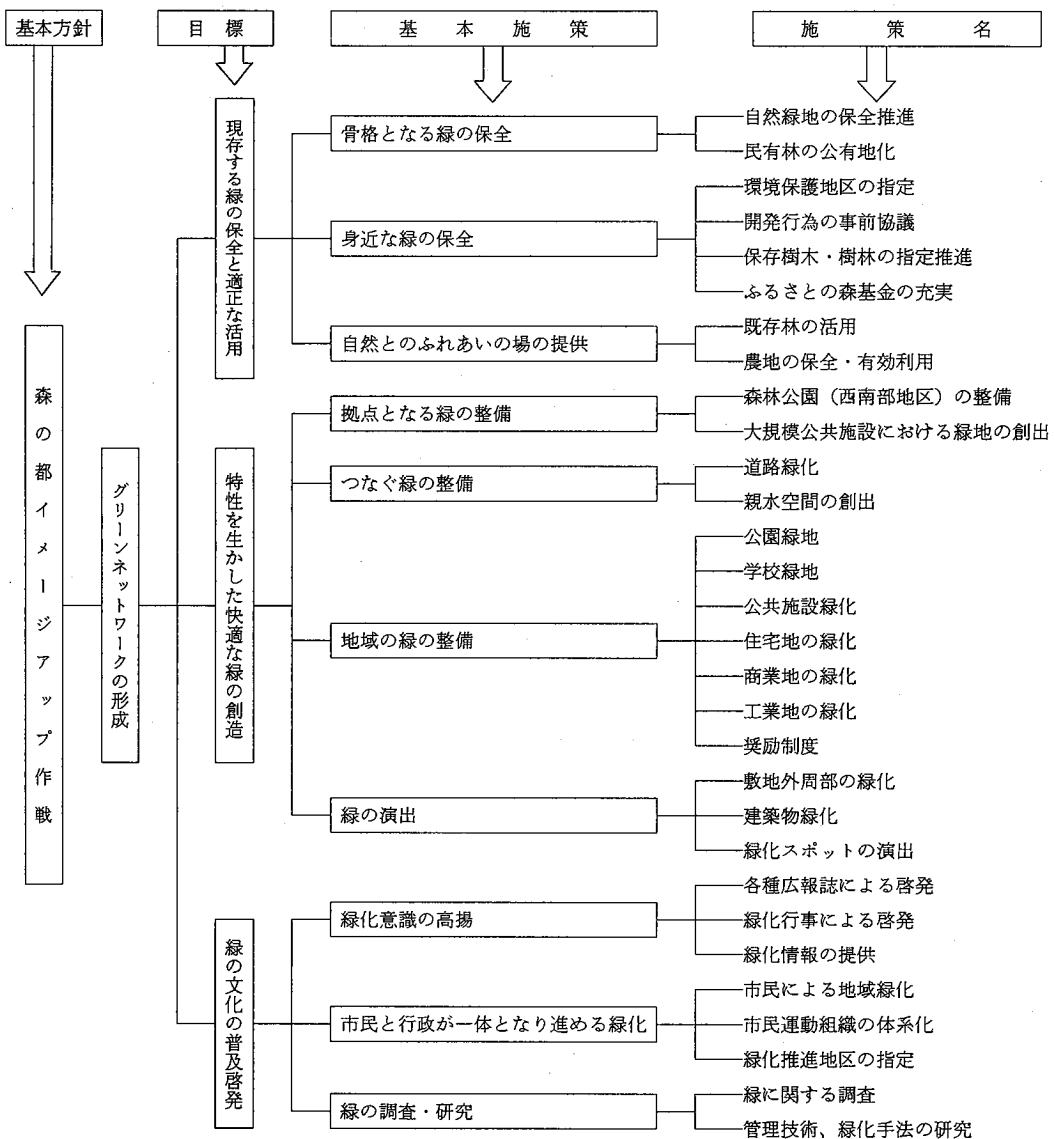 基本方針
目標
基本施策
施策名
森の都イメージアップ作戦
グリーンネットワークの形成
現存する緑の保全と適正な活用
骨格となる緑の保全
自然緑地の保全推進
民有林の公有地化
身近な緑の保全
環境保護地区の指定
開発行為の事前協議
保存樹木・樹林の指定推進
ふるさとの森基金の充実
自然とのふれあいの場の提供
既存林の活用
農地の保全・有効利用
特性を生かした快適な緑の創造
拠点となる緑の整備
森林公園（西南部地区）の整備
大規模公共施設における緑地の創出
つなぐ緑の整備
道路緑化
親水空間の創出
地域の緑の整備
公園緑地
学校緑地
公共施設緑化
住宅地の緑化
商業地の緑化
工業地の緑化
奨励制度
緑の演出
敷地外周部の緑化
建築物緑化
緑化スポットの演出
緑の文化の普及啓発
緑化意識の高揚
各種広報誌による啓発
緑化行事による啓発
緑化情報の提供
市民と行政が一体となり進める緑化
市民による地域緑化
市民運動組織の体系化
緑化推進地区の指定
緑の調査・研究
緑に関する調査
管理技術、緑化手法の研究